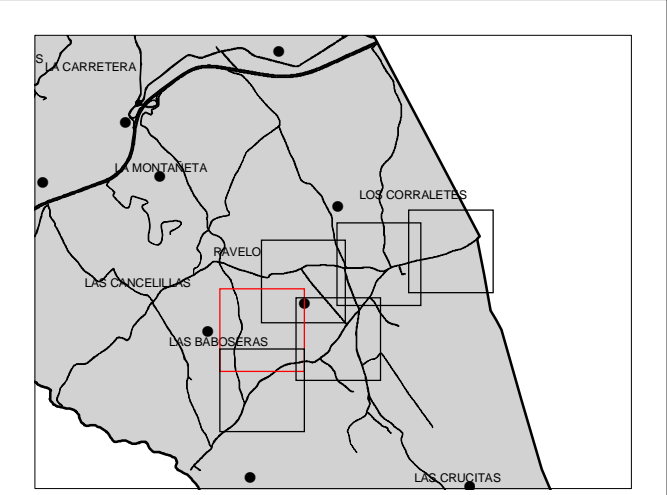 S
LA CARRETERA
LA MONTAÑETA
LOS CORRALETES
RAVELO
LAS CANCELILLAS
LAS BABOSERAS
LAS CRUCITAS